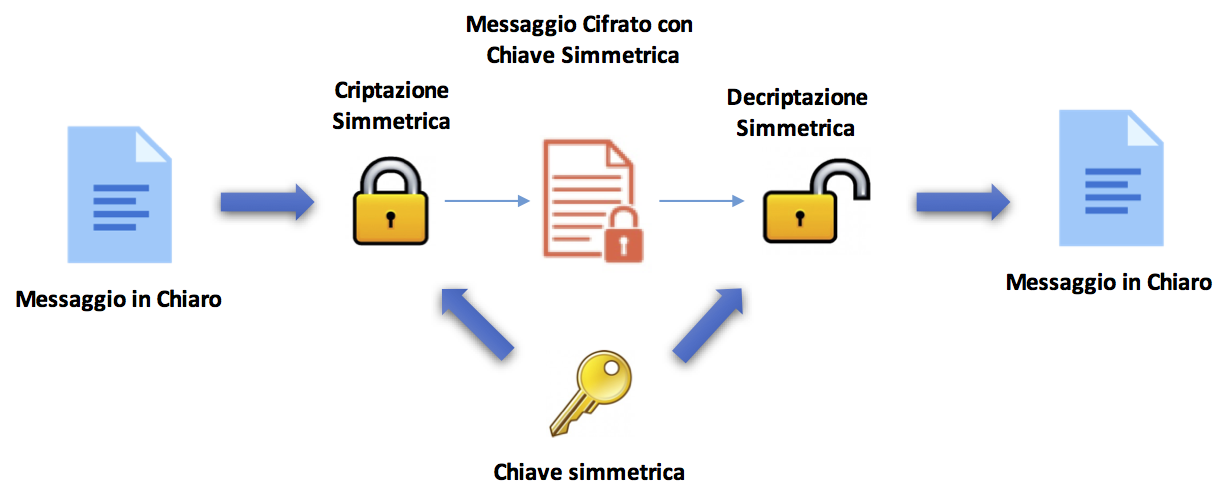 Messaggio Cifrato con
Chiave Simmetrica
Criptazione
Simmetrica
Decriptazione
Simmetrica
Messaggio in Chiaro
Messaggio in Chiaro
Chiave simmetrica